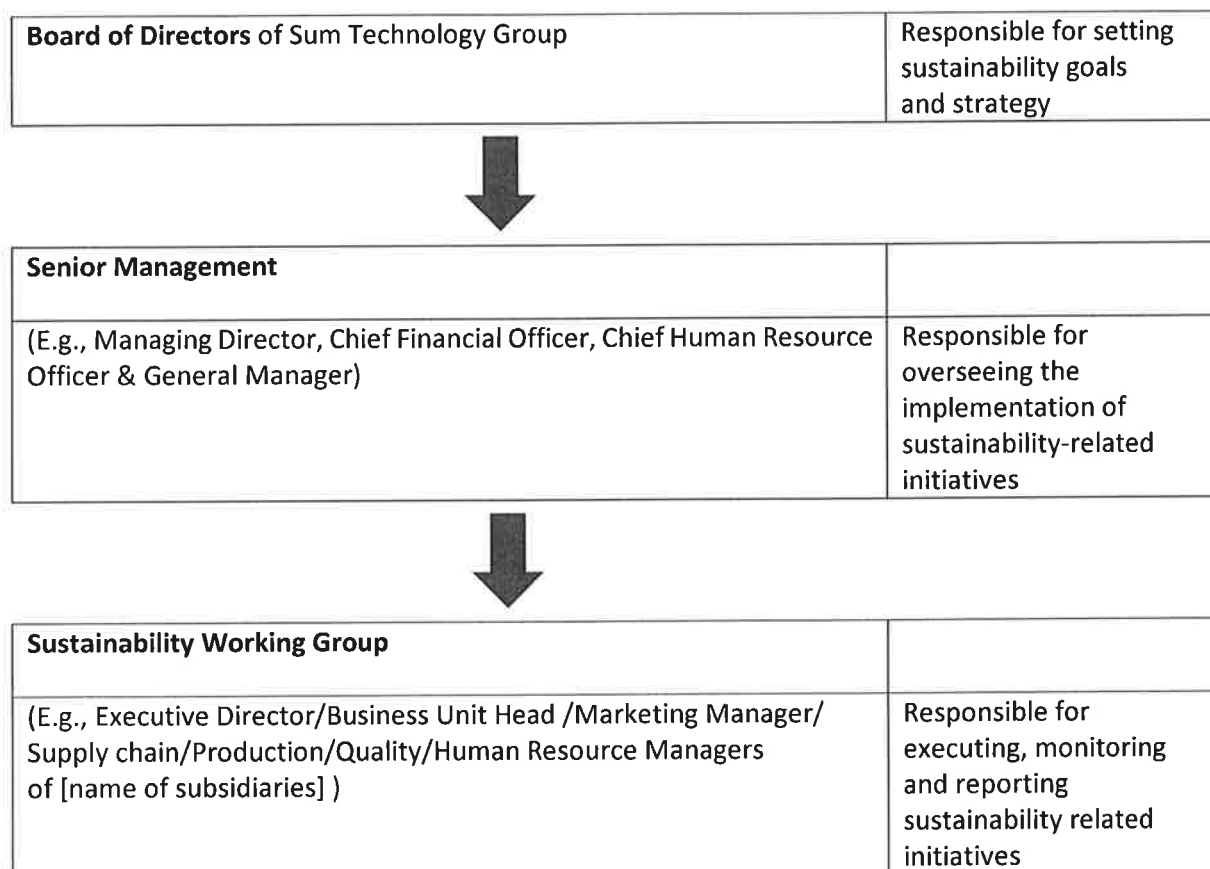 Board of Directors of Sum Technology Group
Responsible for setting
sustainability goals
and strategy
Senior Management
(E.g., Managing Director, Chief Financial Officer, Chief Human Resource
Officer & General Manager)
Responsible for
overseeing the
implementation of
sustainability-related
initiatives
Sustainability Working Group
(E.g., Executive Director/Business Unit Head /Marketing Manager/
Supply chain/Production/Quality/Human Resource Managers
of [name of subsidiaries] )
Responsible for
executing, monitoring
and reporting
sustainability related
initiatives